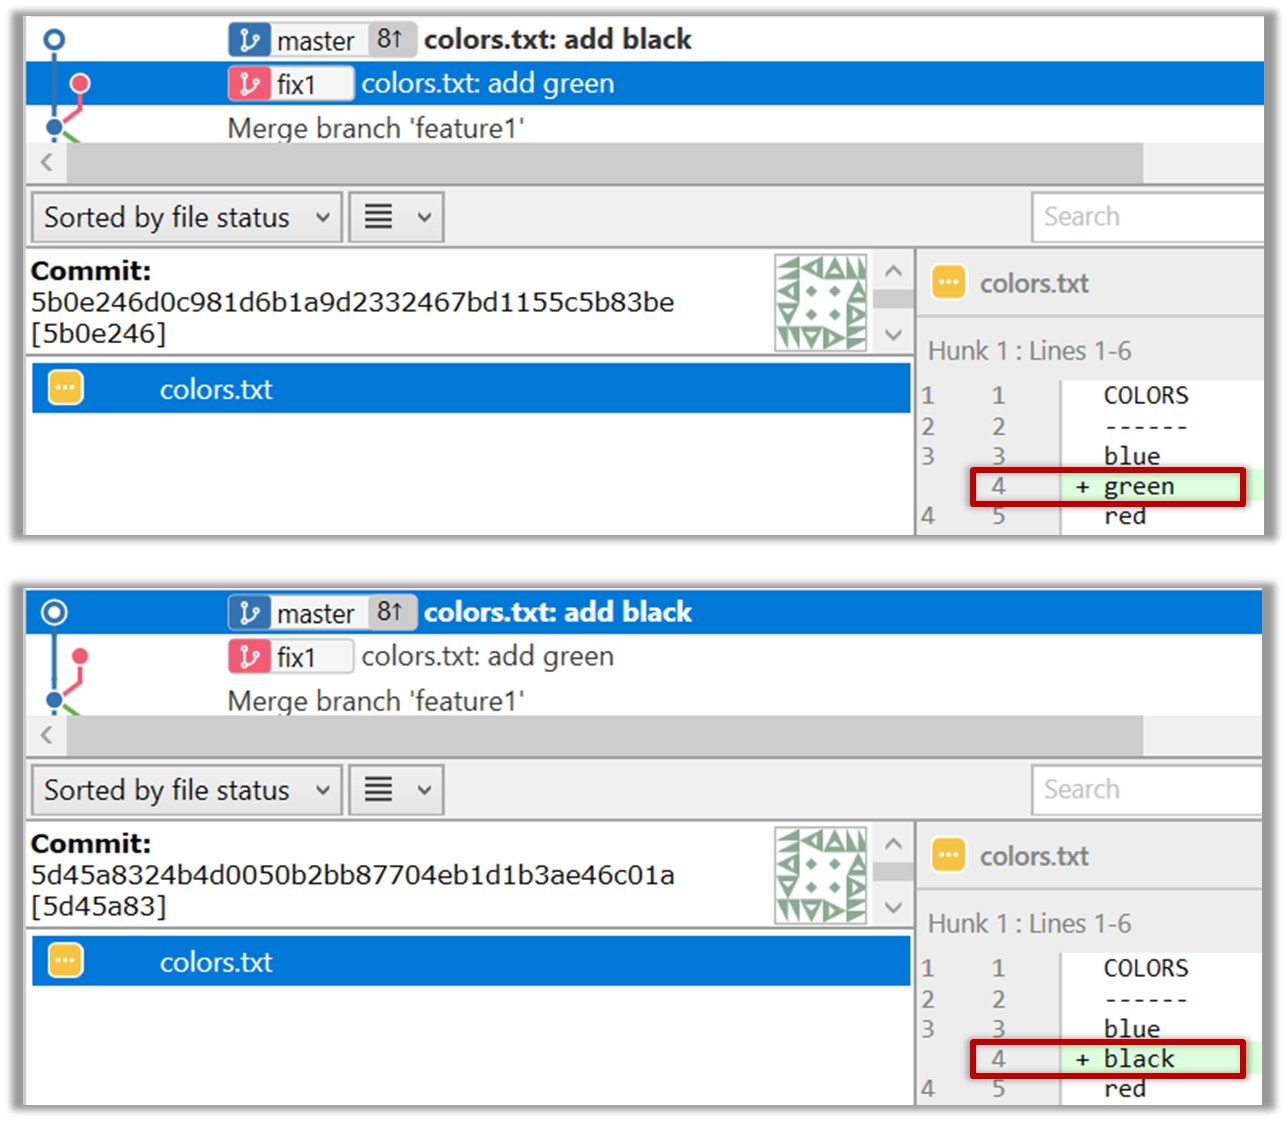 master 8↑ colors.txt: add black
fix1 colors.txt: add green
Merge branch 'feature1'
Sorted by file status
Search
Commit:
5b0e246d0c981d6b1a9d2332467bd1155c5b83be
[5b0e246]
colors.txt
colors.txt
Hunk 1 : Lines 1-6
1 1 COLORS
2 2 ------
3 3 blue
4 + green
4 5 red
master 8↑ colors.txt: add black
fix1 colors.txt: add green
Merge branch 'feature1'
Sorted by file status
Search
Commit:
5d45a8324b4d0050b2bb87704eb1d1b3ae46c01a
[5d45a83]
colors.txt
colors.txt
Hunk 1 : Lines 1-6
1 1 COLORS
2 2 ------
3 3 blue
4 + black
4 5 red